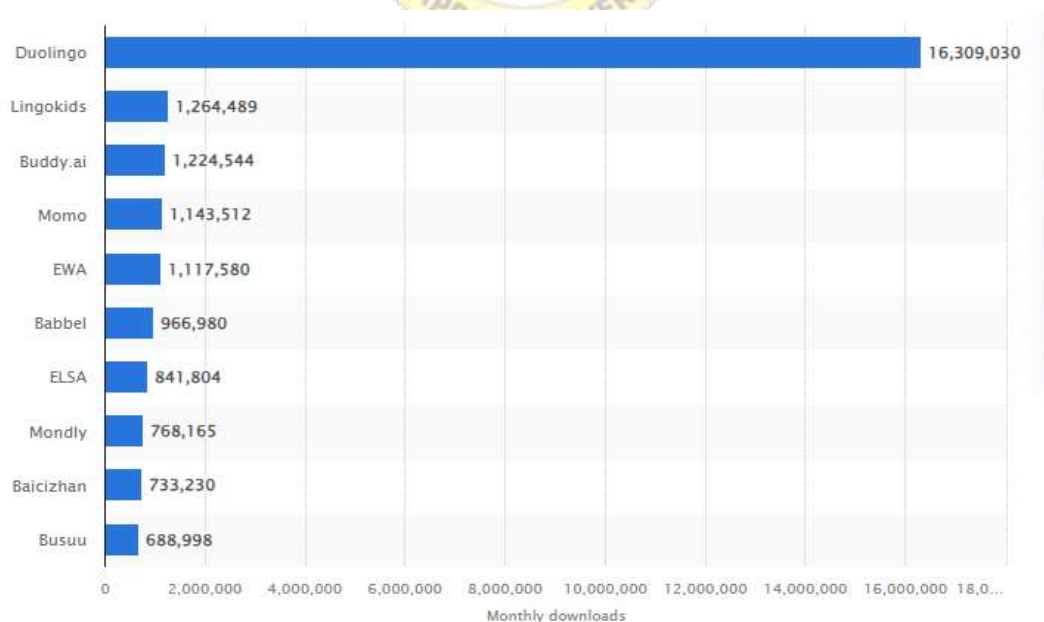 Duolingo 16,309,030
Lingokids 1,264,489
Buddy.ai 1,224,544
Momo 1,143,512
EWA 1,117,580
Babbel 966,980
ELSA 841,804
Mondly 768,165
Baicizhan 733,230
Busuu 688,998
0 2,000,000 4,000,000 6,000,000 8,000,000 10,000,000 12,000,000 14,000,000 16,000,000 18,0...
Monthly downloads